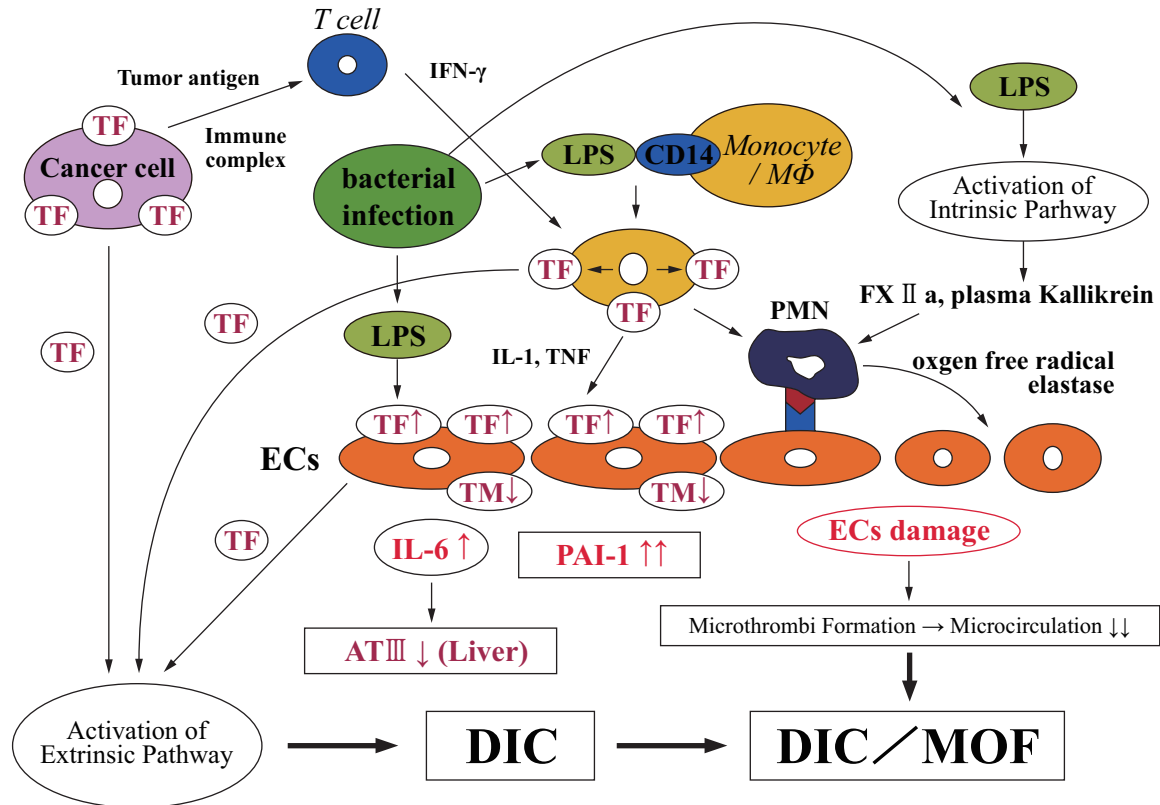 T cell
Tumor antigen
IFN-γ
LPS
TF
Cancer cell
TF
TF
Immune
complex
bacterial
infection
LPS
CD14
Monocyte
/ MΦ
Activation of
Intrinsic Parhway
TF
TF
TF
FX Ⅱ a, plasma Kallikrein
TF
TF
LPS
IL-1, TNF
PMN
oxgen free radical
elastase
ECs
TF↑
TF↑
TM↓
TF↑
TF↑
TM↓
TF
IL-6 ↑
PAI-1 ↑↑
ECs damage
ATⅢ ↓ (Liver)
Microthrombi Formation → Microcirculation ↓↓
Activation of
Extrinsic Pathway
DIC
DIC／MOF